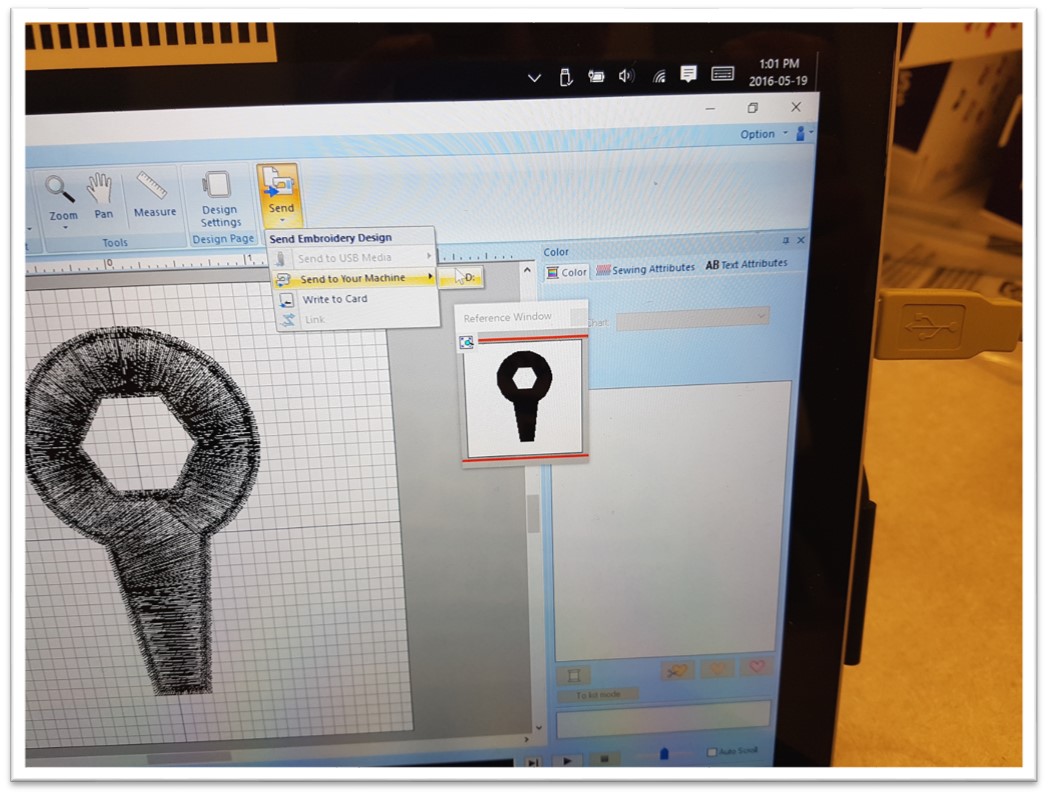 1:01 PM
2016-05-19
Option
Zoom
Pan
Measure
Design
Settings
Send
Tools
Design Page
Send Embroidery Design
Send to USB Media
Send to Your Machine
D:
Write to Card
Link
0
1
Color
Color
Sewing Attributes
AB Text Attributes
Reference Window
Chart:
To kit mode
Auto Scroll